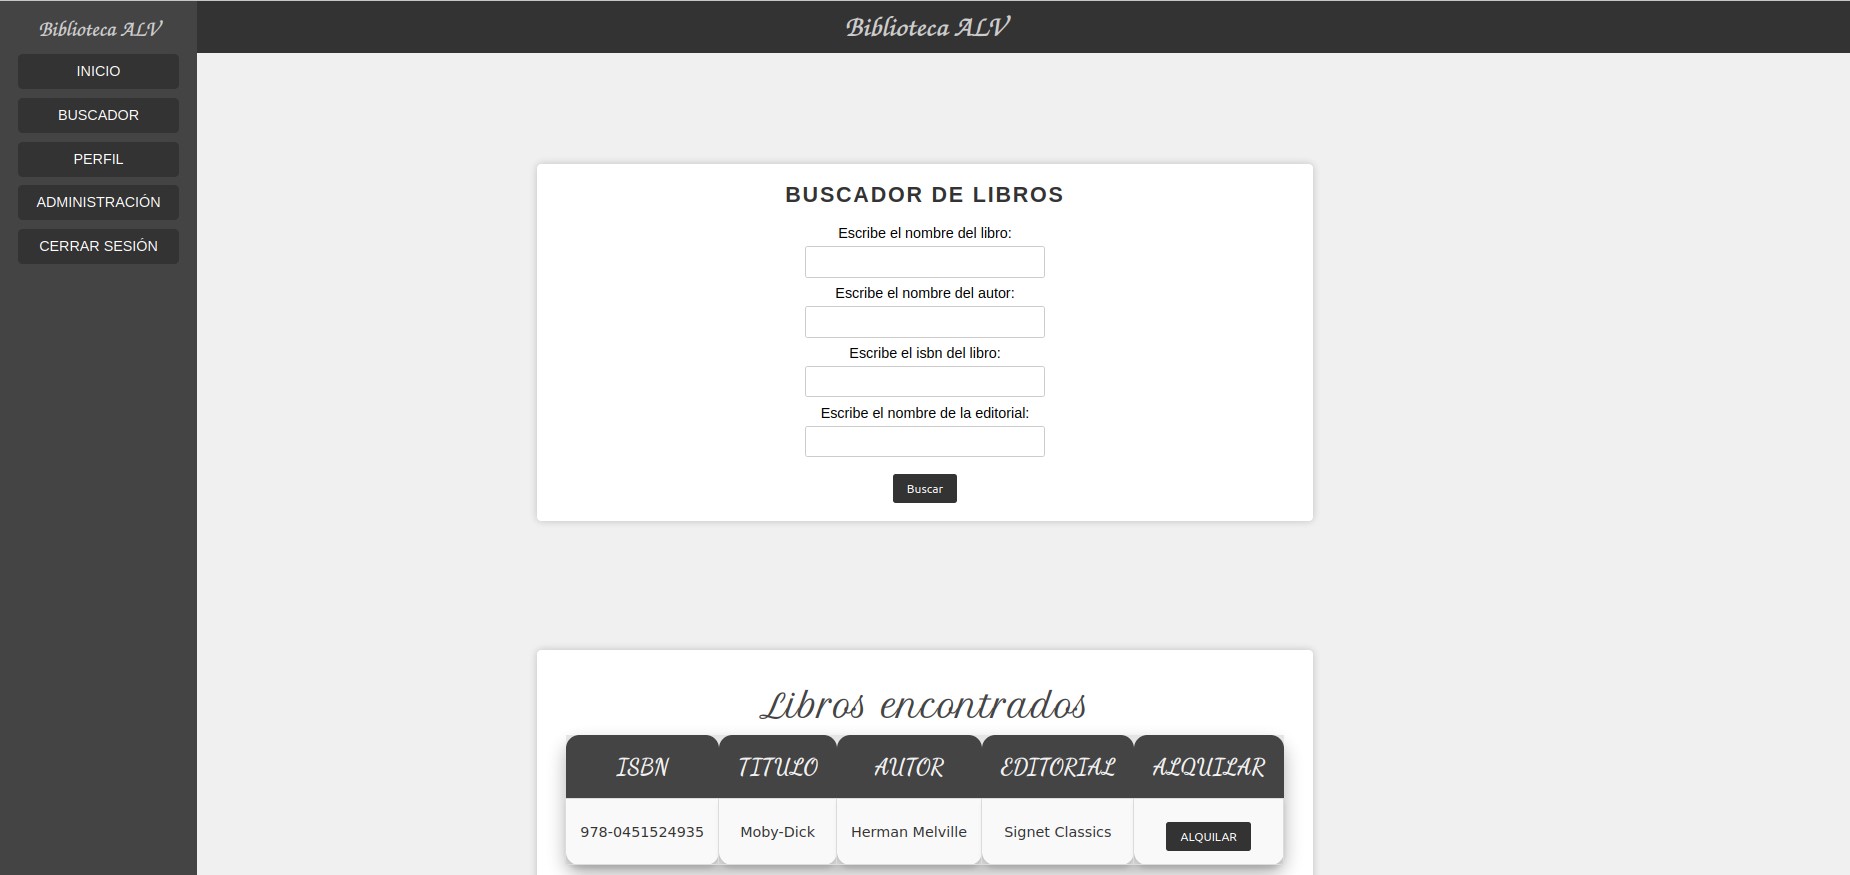 Biblioteca ALV
INICIO
BUSCADOR
PERFIL
ADMINISTRACIÓN
CERRAR SESIÓN
Biblioteca ALV
BUSCADOR DE LIBROS
Escribe el nombre del libro:
Escribe el nombre del autor:
Escribe el isbn del libro:
Escribe el nombre de la editorial:
Buscar
Libros encontrados
ISBN TITULO AUTOR EDITORIAL ALQUILAR
978-0451524935 Moby-Dick Herman Melville Signet Classics ALQUILAR